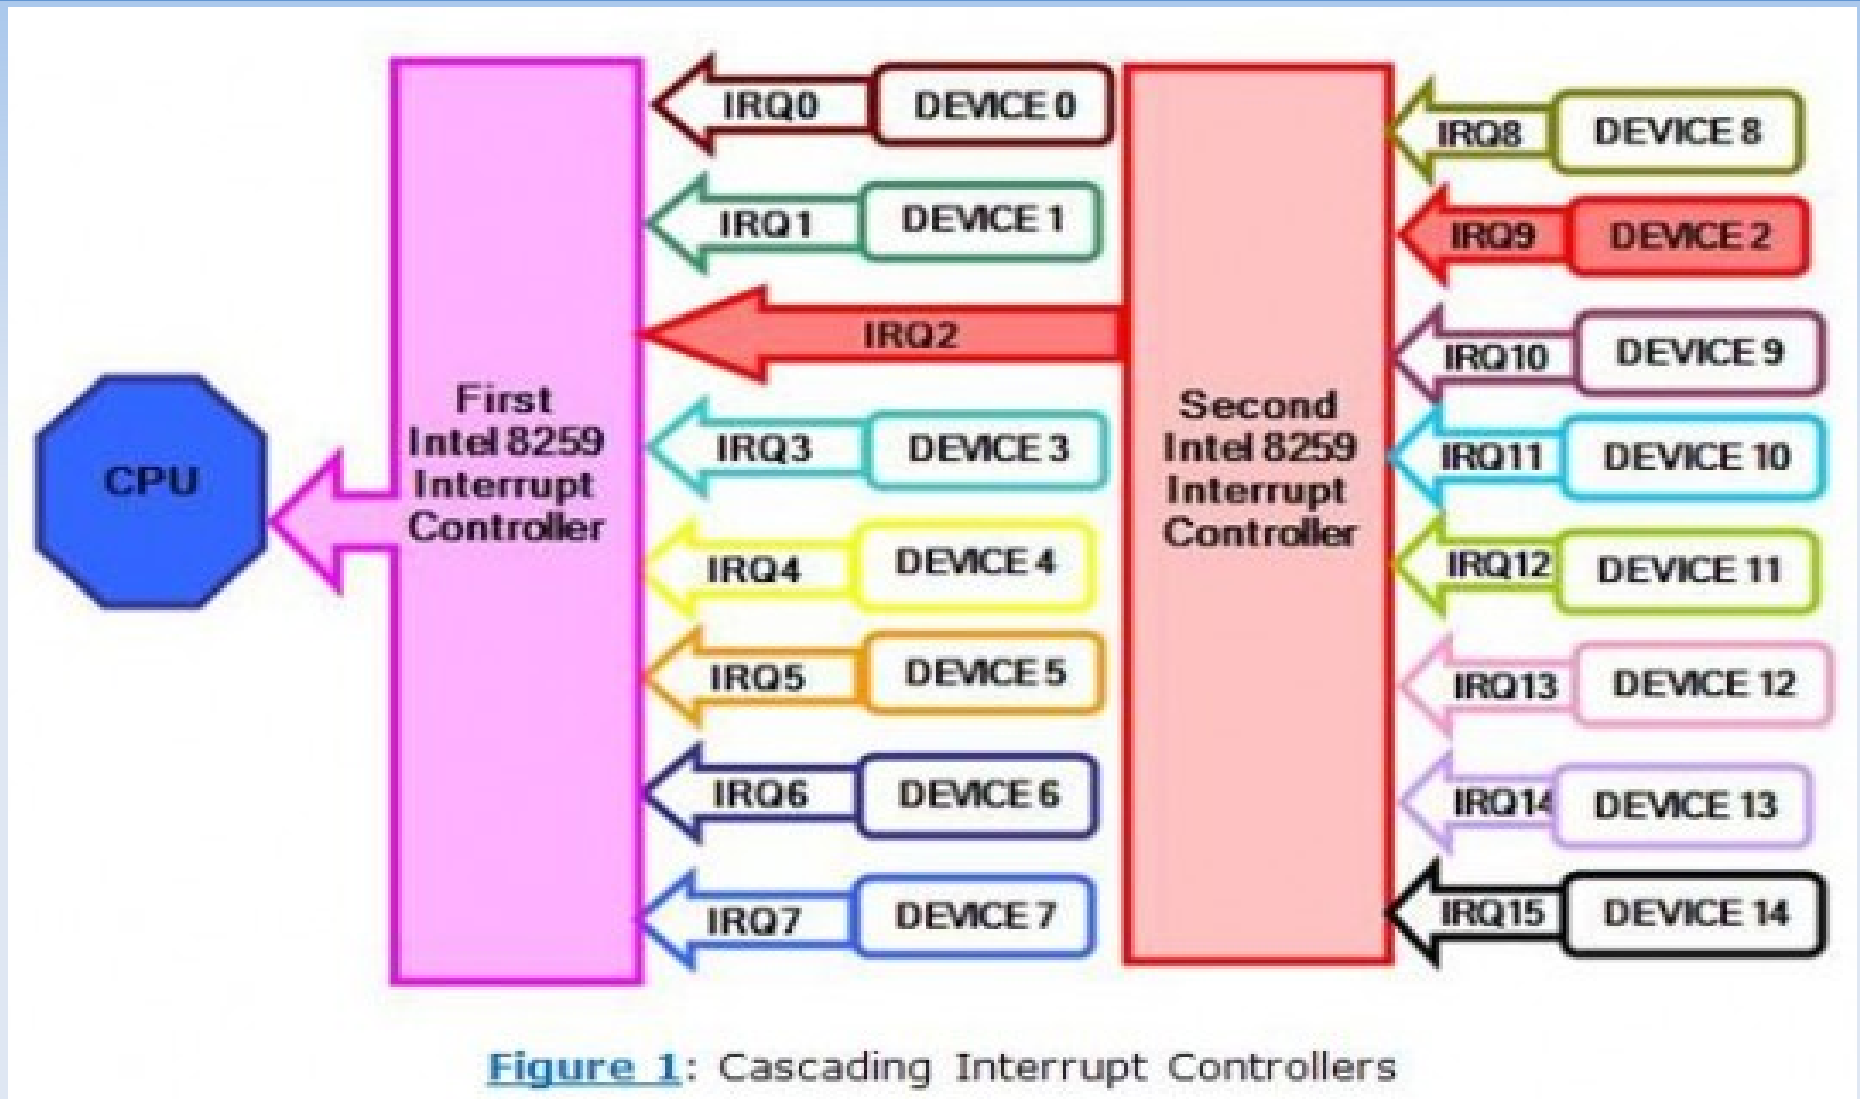 CPU
First
Intel 8259
Interrupt
Controller
IRQ0 DEVICE 0
IRQ1 DEVICE 1
IRQ2
IRQ3 DEVICE 3
IRQ4 DEVICE 4
IRQ5 DEVICE 5
IRQ6 DEVICE 6
IRQ7 DEVICE 7
Second
Intel 8259
Interrupt
Controller
IRQ8 DEVICE 8
IRQ9 DEVICE 2
IRQ10 DEVICE 9
IRQ11 DEVICE 10
IRQ12 DEVICE 11
IRQ13 DEVICE 12
IRQ14 DEVICE 13
IRQ15 DEVICE 14
Figure 1: Cascading Interrupt Controllers